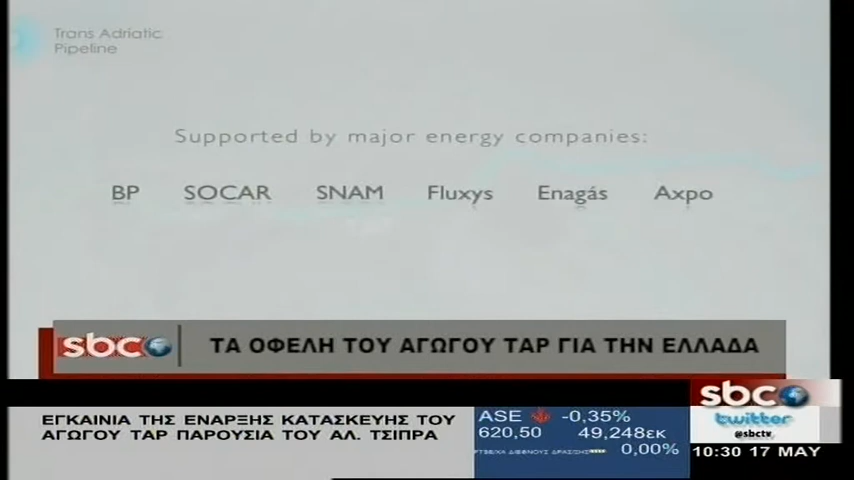 Trans Adriatic
Pipeline
Supported by major energy companies:
BP SOCAR SNAM Fluxys Enagás Axpo
sbc ΤΑ ΟΦΕΛΗ ΤΟΥ ΑΓΩΓΟΥ ΤΑΡ ΓΙΑ ΤΗΝ ΕΛΛΑΔΑ
ΕΓΚΑΙΝΙΑ ΤΗΣ ΕΝΑΡΞΗΣ ΚΑΤΑΣΚΕΥΗΣ ΤΟΥ
ΑΓΩΓΟΥ ΤΑΡ ΠΑΡΟΥΣΙΑ ΤΟΥ ΑΛ. ΤΣΙΠΡΑ
ASE -0,35%
620,50 49,248εκ
0,00%
sbc
twitter
@sbctv
10:30 17 MAY